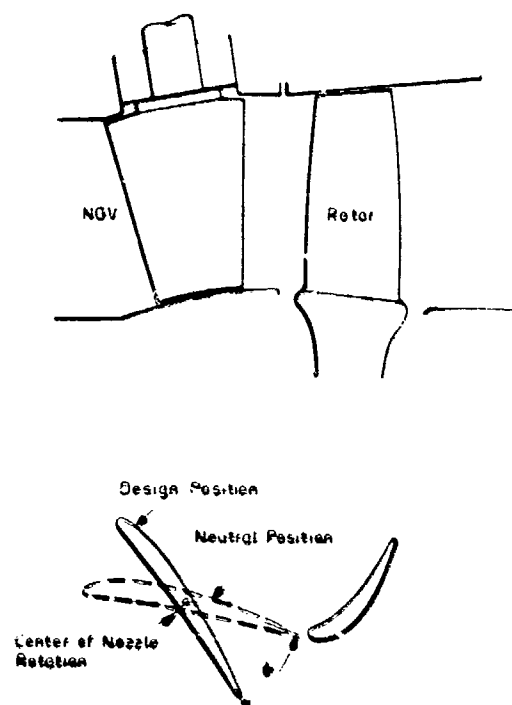 NGV
Rotor
Design Position
Neutral Position
Center of Nozzle
Rotation